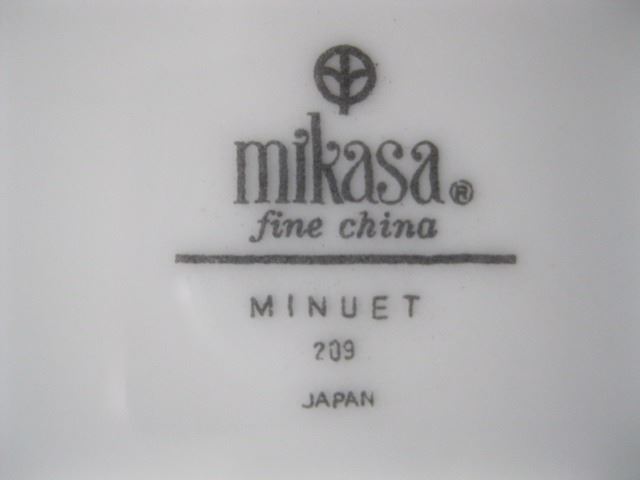 mikasa®
fine china
MINUET
209
JAPAN